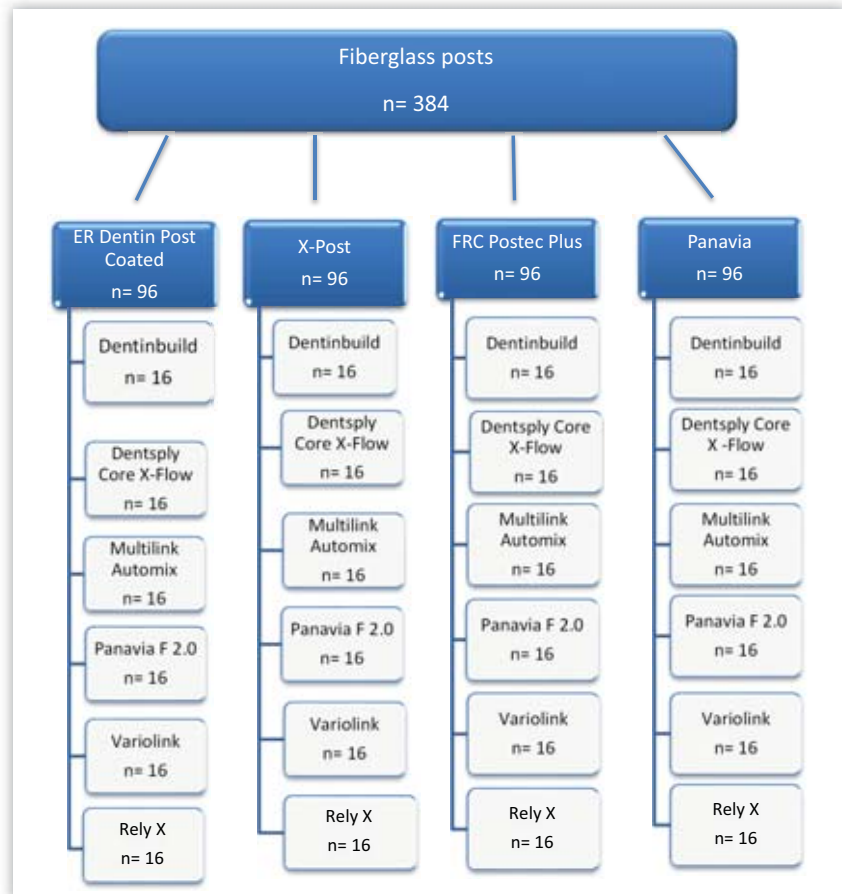 Fiberglass posts
n= 384
ER Dentin Post
Coated
n= 96
Dentinbuild
n= 16
Dentsply
Core X-Flow
n= 16
Multilink
Automix
n= 16
Panavia F 2.0
n= 16
Variolink
n= 16
Rely X
n= 16
X-Post
n= 96
Dentinbuild
n= 16
Dentsply
Core X-Flow
n= 16
Multilink
Automix
n= 16
Panavia F 2.0
n= 16
Variolink
n= 16
Rely X
n= 16
FRC Postec Plus
n= 96
Dentinbuild
n= 16
Dentsply Core
X-Flow
n= 16
Multilink
Automix
n= 16
Panavia F 2.0
n= 16
Variolink
n= 16
Rely X
n= 16
Panavia
n= 96
Dentinbuild
n= 16
Dentsply Core
X -Flow
n= 16
Multilink
Automix
n= 16
Panavia F 2.0
n= 16
Variolink
n= 16
Rely X
n= 16